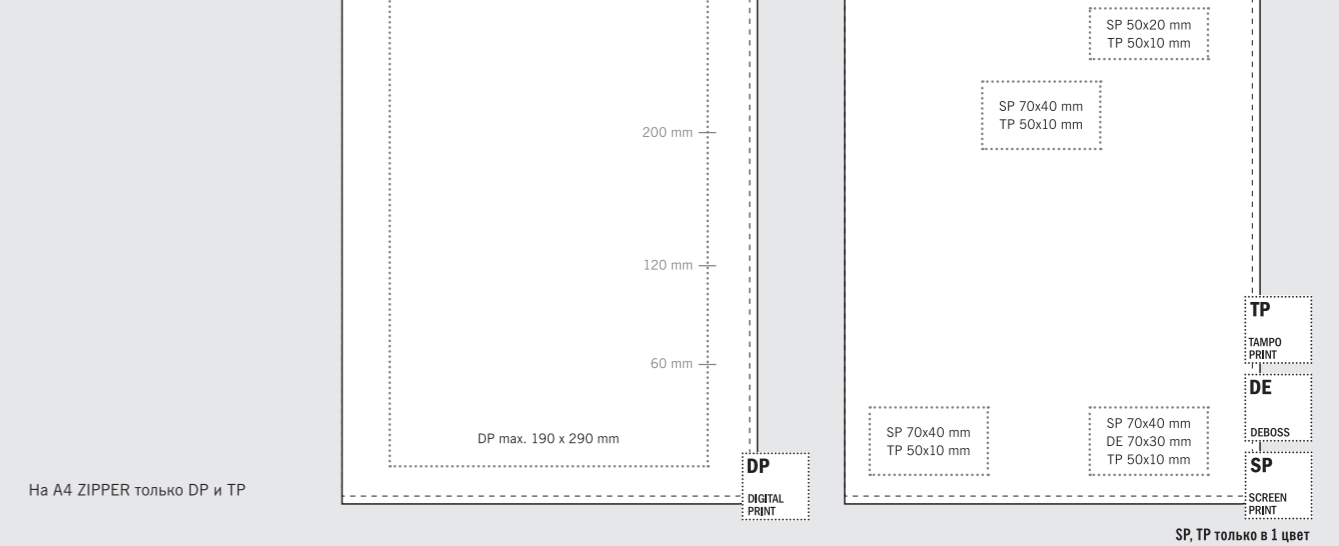 SP 50x20 mm
TP 50x10 mm
SP 70x40 mm
TP 50x10 mm
200 mm
120 mm
60 mm
DP max. 190 x 290 mm
DP
DIGITAL
PRINT
SP 70x40 mm
TP 50x10 mm
SP 70x40 mm
DE 70x30 mm
TP 50x10 mm
TP
TAMPO
PRINT
DE
DEBOSS
SP
SCREEN
PRINT
На A4 ZIPPER только DP и TP
SP, TP только в 1 цвет